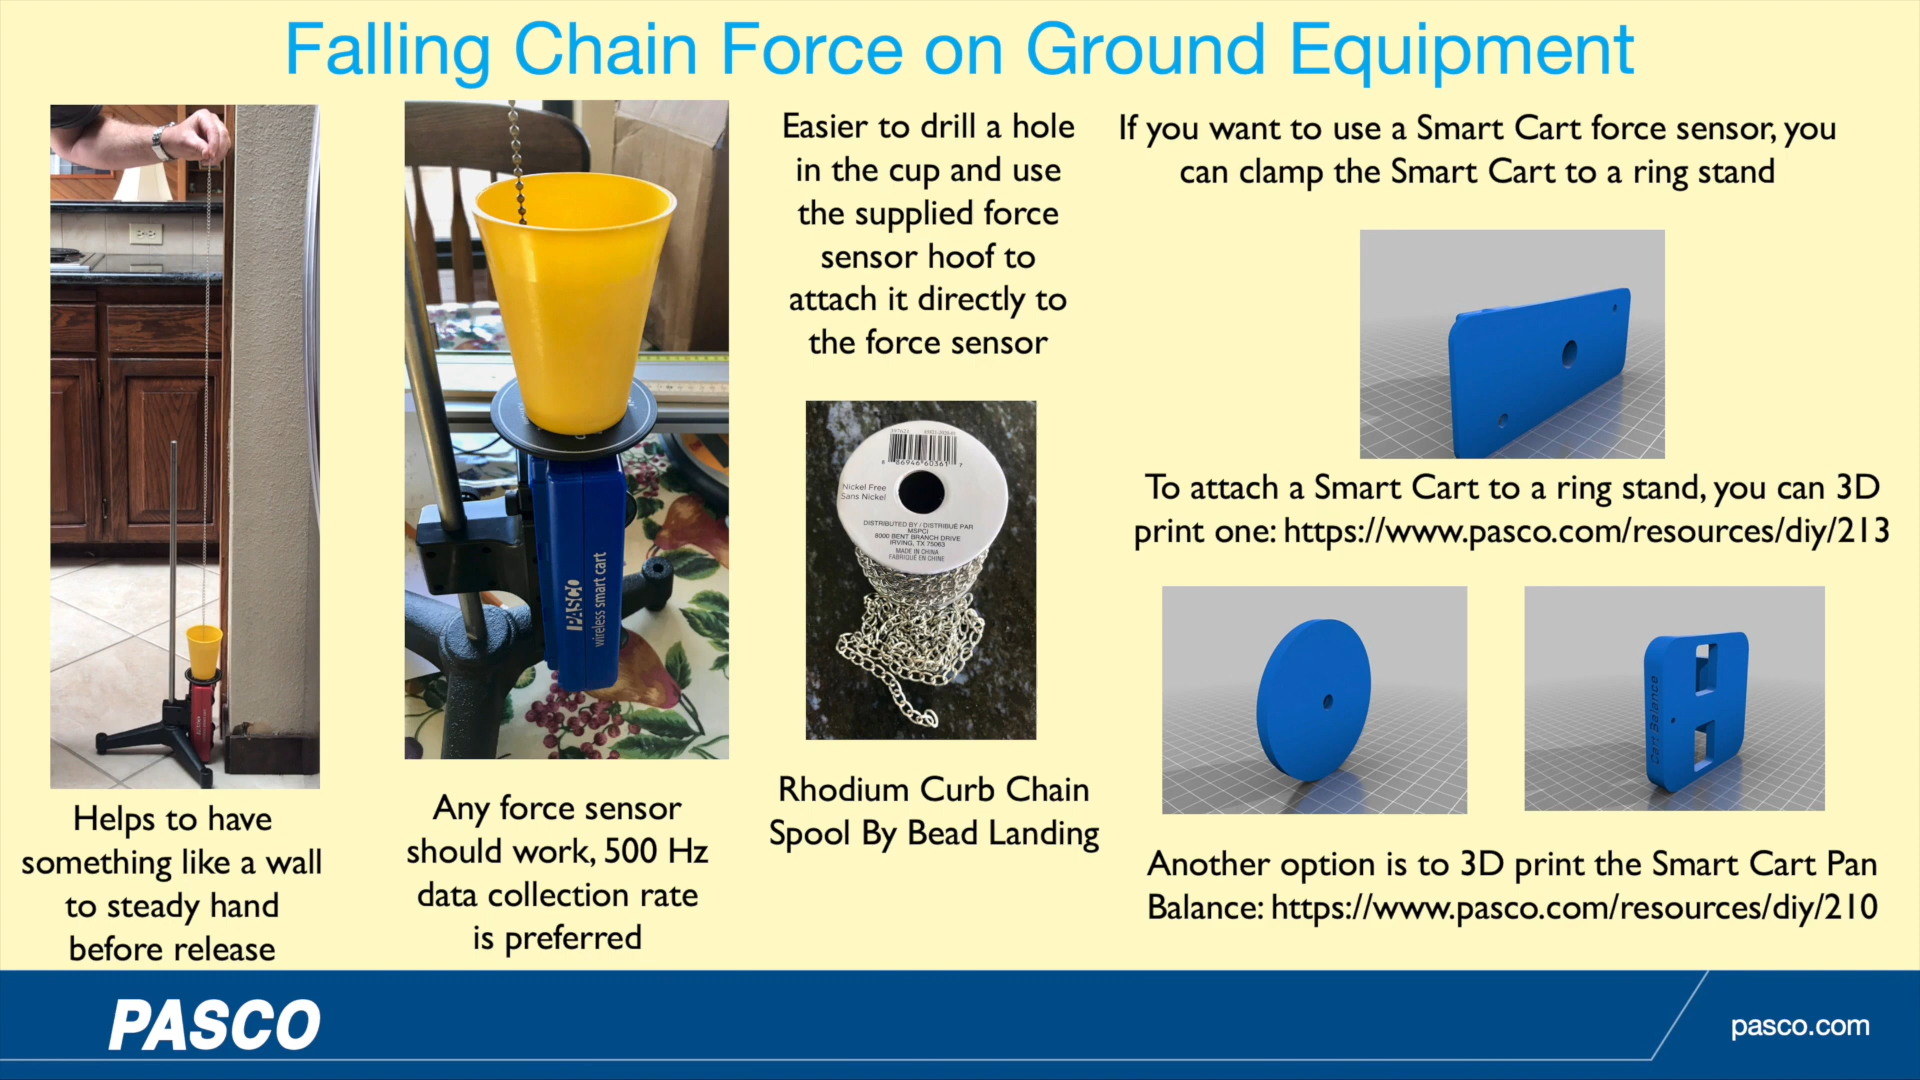 Falling Chain Force on Ground Equipment
Helps to have
something like a wall
to steady hand
before release
PASCO
wireless smart cart
Any force sensor
should work, 500 Hz
data collection rate
is preferred
Easier to drill a hole
in the cup and use
the supplied force
sensor hoof to
attach it directly to
the force sensor
Nickel Free
Sans Nickel
DISTRIBUTED BY / DISTRIBUÉ PAR
MSPCI
8000 BENT BRANCH DRIVE
IRVING, TX 75063
MADE IN CHINA
FABRIQUÉ EN CHINE
Rhodium Curb Chain
Spool By Bead Landing
If you want to use a Smart Cart force sensor, you
can clamp the Smart Cart to a ring stand
To attach a Smart Cart to a ring stand, you can 3D
print one: https://www.pasco.com/resources/diy/213
Cart Balance
Another option is to 3D print the Smart Cart Pan
Balance: https://www.pasco.com/resources/diy/210
PASCO
pasco.com